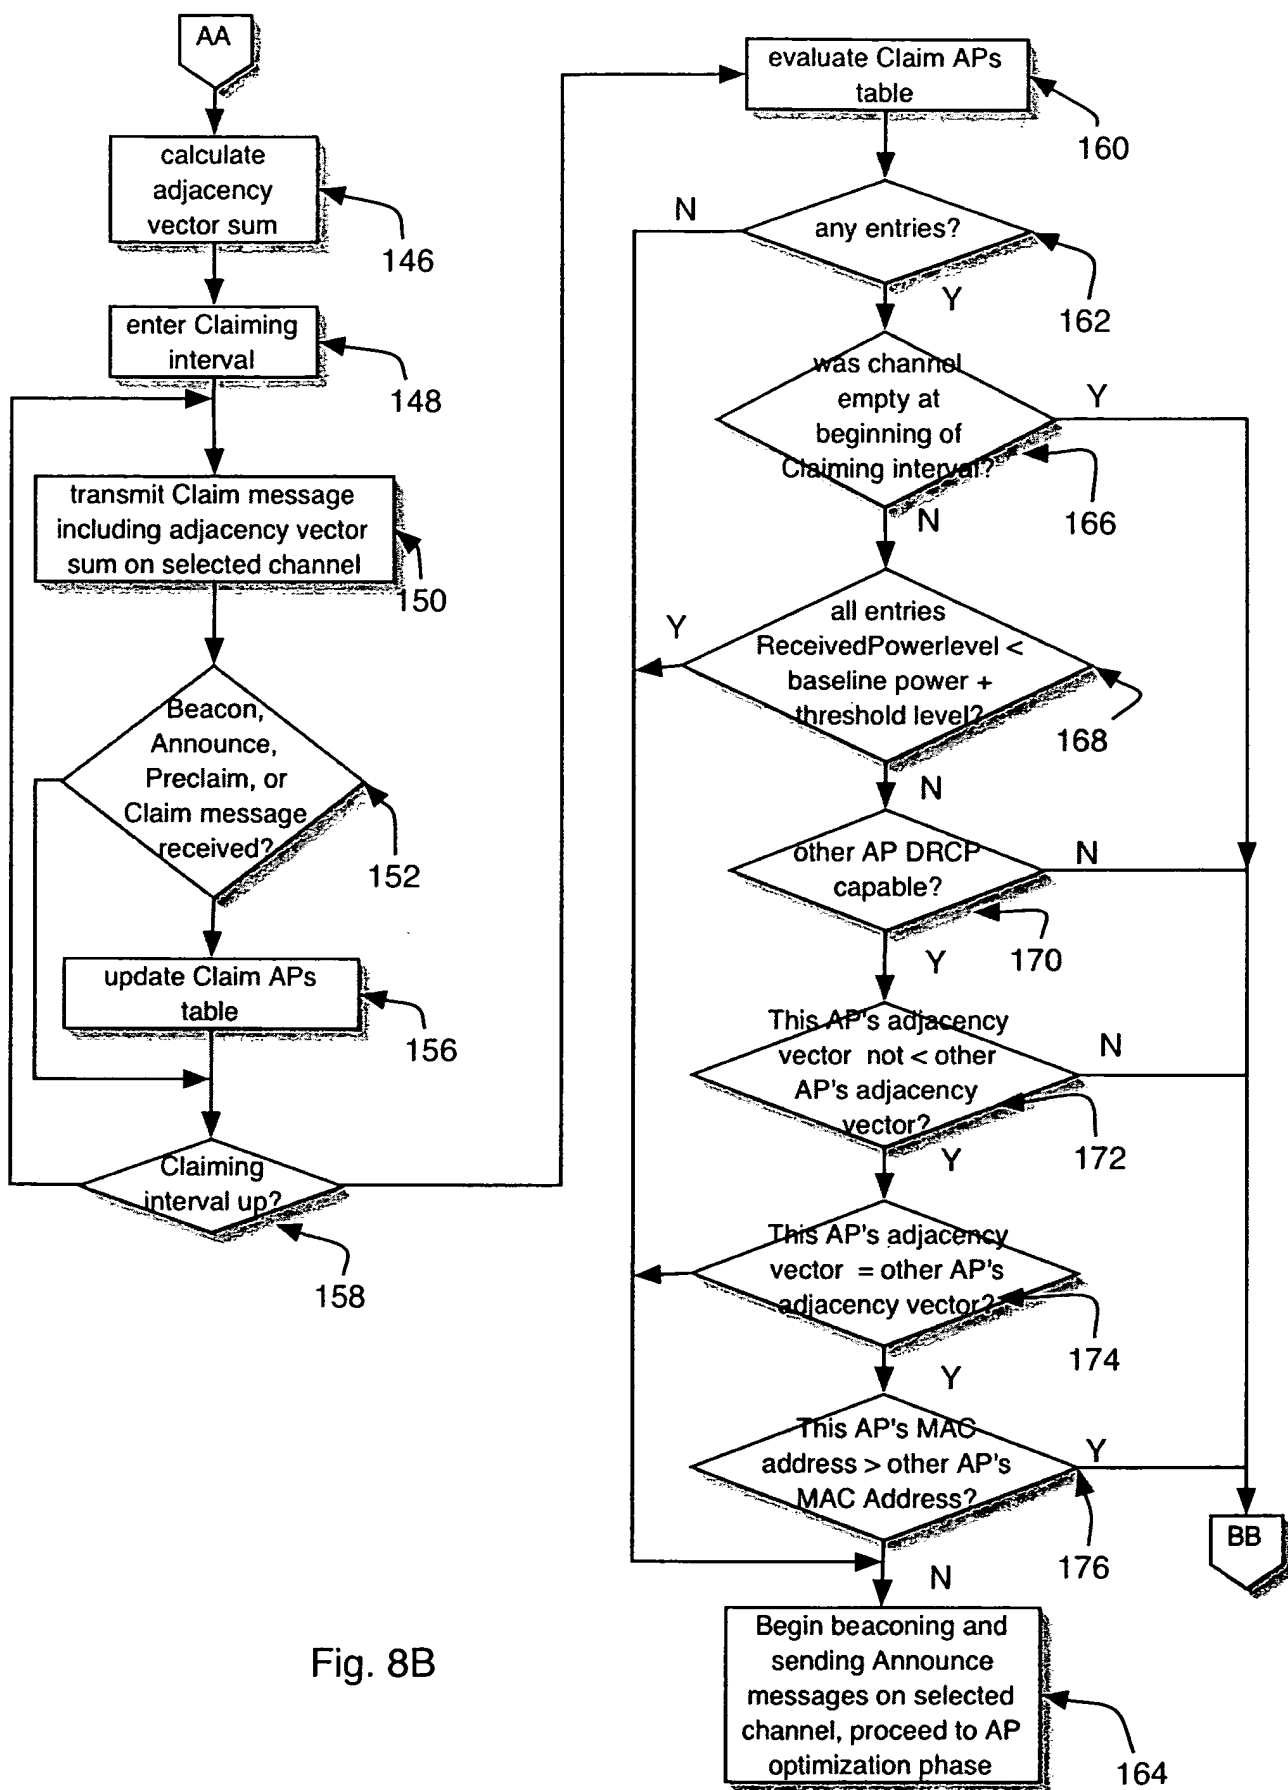 AA
calculate
adjacency
vector sum
146
enter Claiming
interval
148
transmit Claim message
including adjacency vector
sum on selected channel
150
Beacon,
Announce,
Preclaim, or
Claim message
received?
152
update Claim APs
table
156
Claiming
interval up?
158
evaluate Claim APs
table
160
N
any entries?
Y
162
was channel
empty at
beginning of
Claiming interval?
Y
166
N
all entries
ReceivedPowerlevel <
baseline power +
threshold level?
Y
168
N
other AP DRCP
capable?
N
170
Y
This AP's adjacency
vector not < other
AP's adjacency
vector?
N
172
Y
This AP's adjacency
vector = other AP's
adjacency vector?
174
Y
This AP's MAC
address > other AP's
MAC Address?
Y
176
BB
N
Begin beaconing and
sending Announce
messages on selected
channel, proceed to AP
optimization phase
164
Fig. 8B